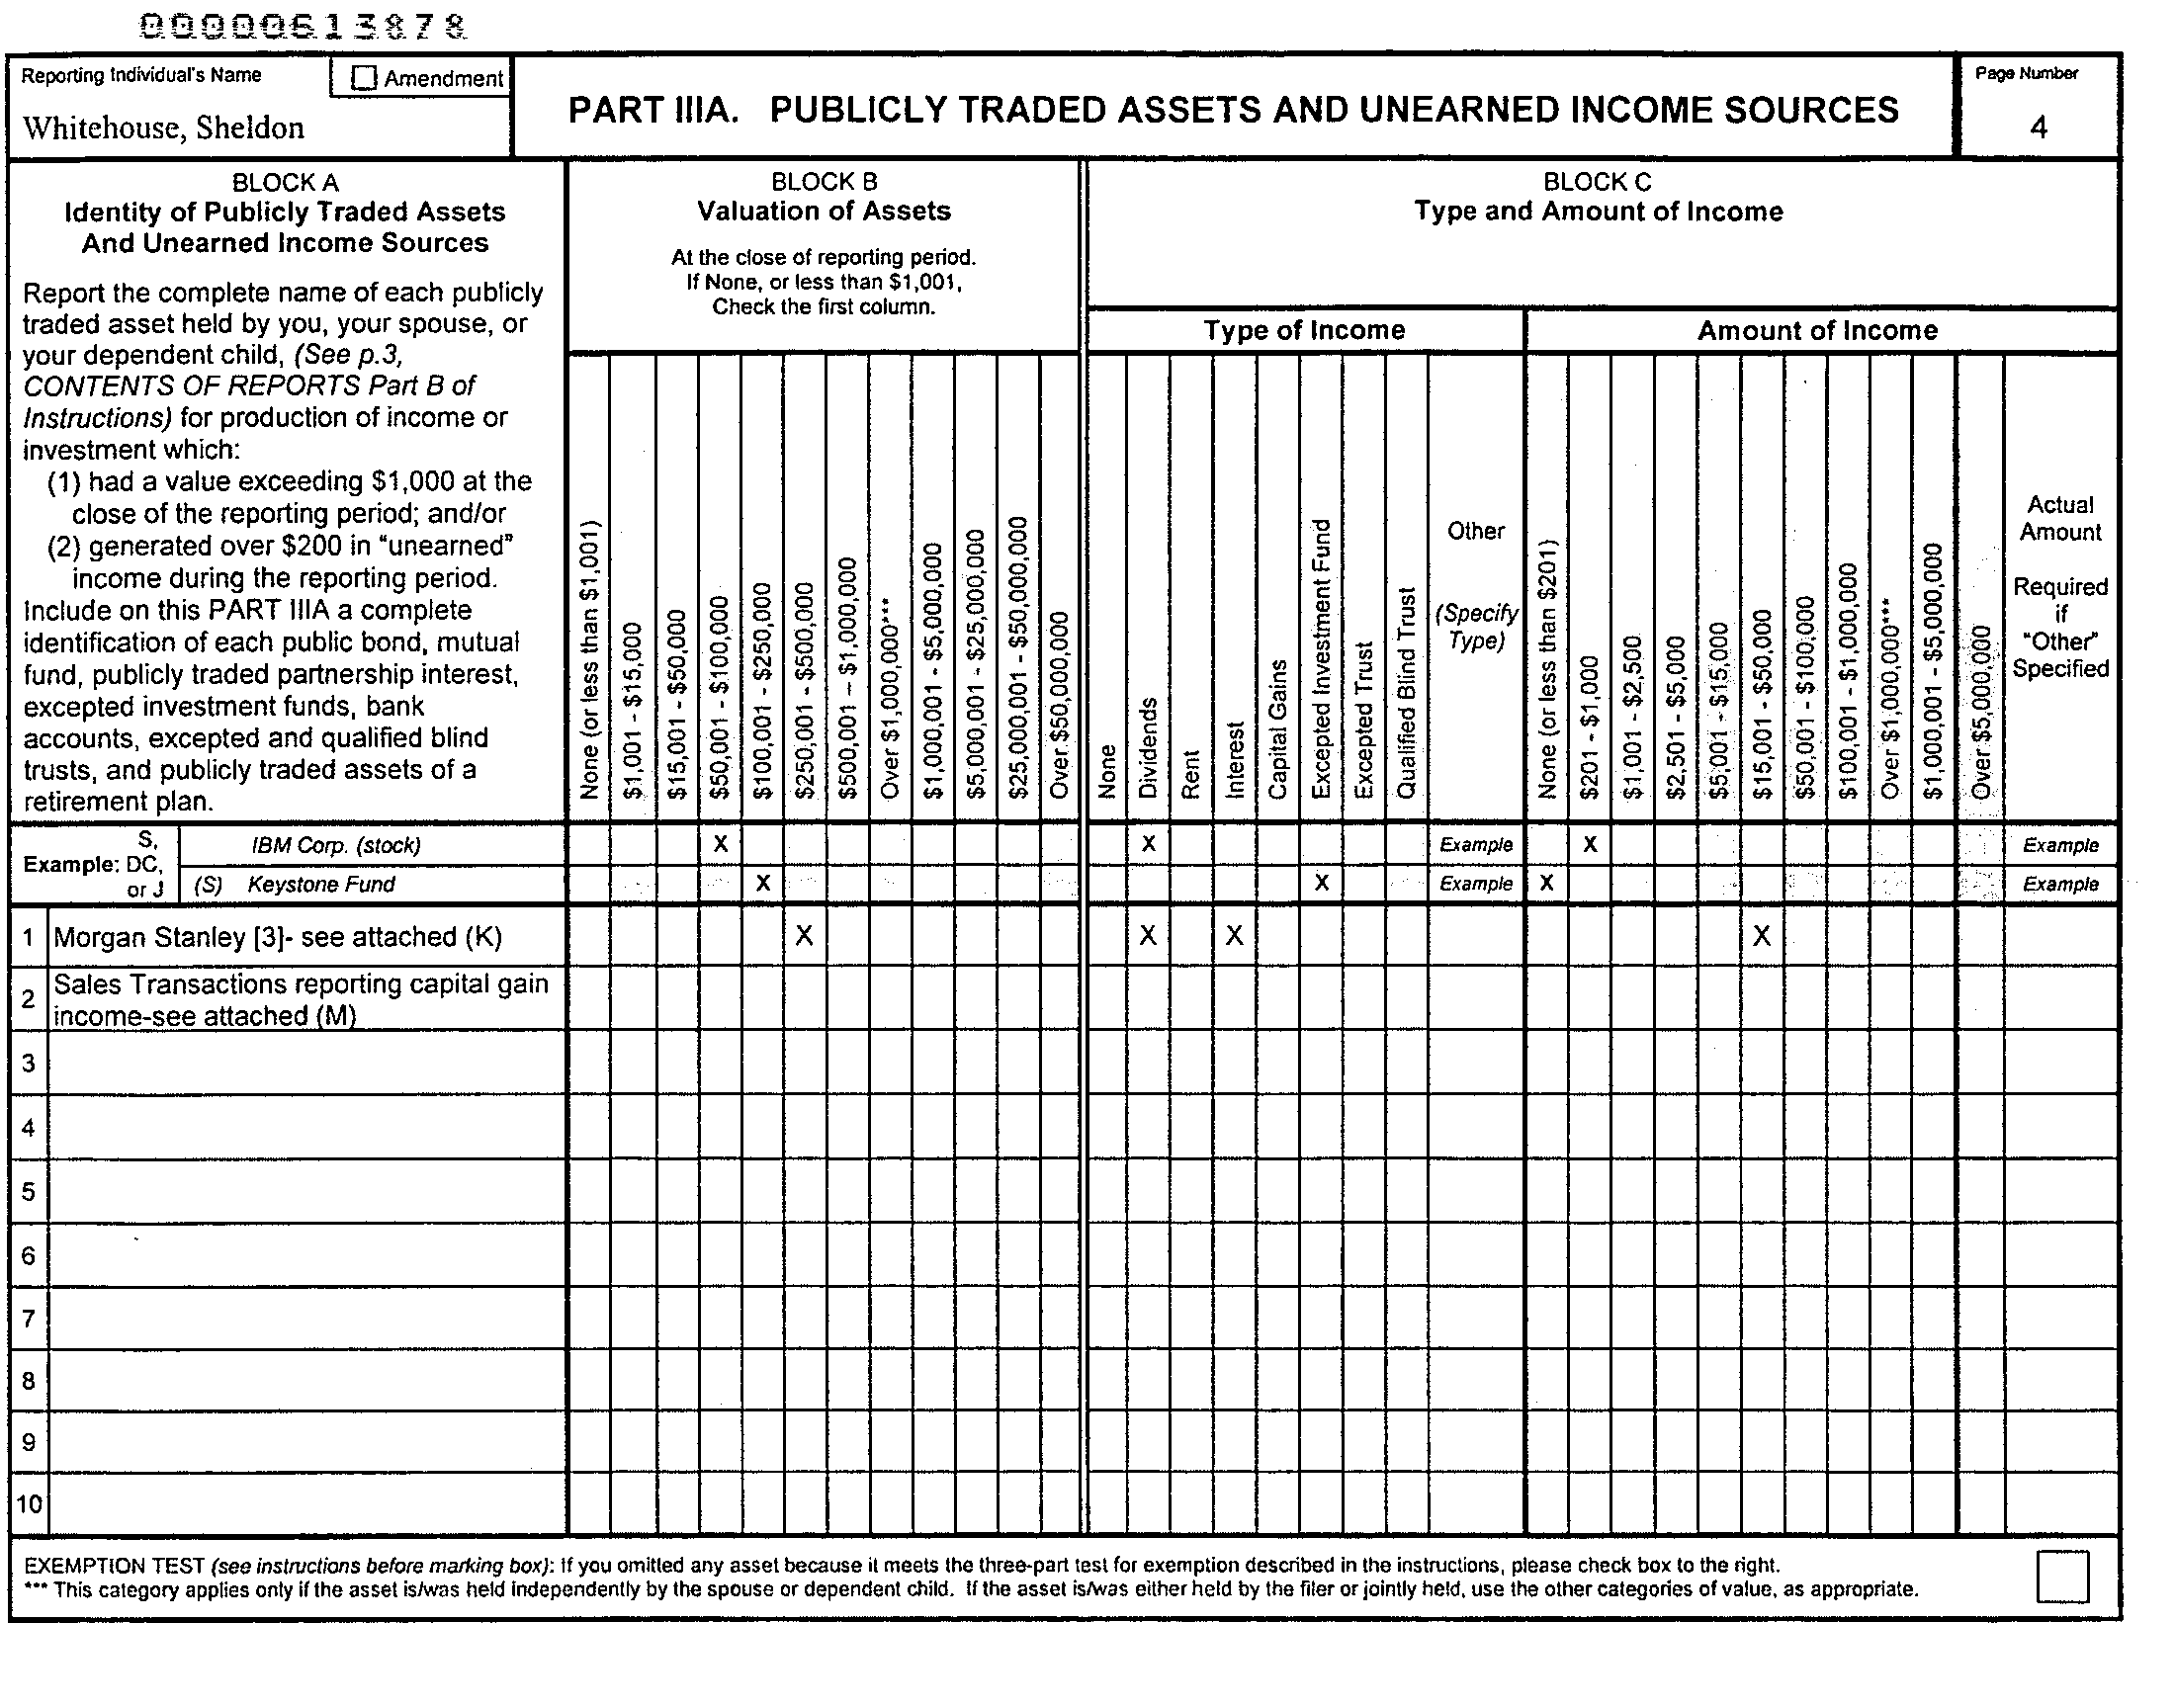 00000613878
Reporting Individual's Name
☐ Amendment
Whitehouse, Sheldon
PART IIIA. PUBLICLY TRADED ASSETS AND UNEARNED INCOME SOURCES
Page Number
4
BLOCK A
Identity of Publicly Traded Assets
And Unearned Income Sources
Report the complete name of each publicly
traded asset held by you, your spouse, or
your dependent child, (See p.3,
CONTENTS OF REPORTS Part B of
Instructions) for production of income or
investment which:
(1) had a value exceeding $1,000 at the
close of the reporting period; and/or
(2) generated over $200 in "unearned"
income during the reporting period.
Include on this PART IIIA a complete
identification of each public bond, mutual
fund, publicly traded partnership interest,
excepted investment funds, bank
accounts, excepted and qualified blind
trusts, and publicly traded assets of a
retirement plan.
BLOCK B
Valuation of Assets
At the close of reporting period.
If None, or less than $1,001,
Check the first column.
None (or less than $1,001)
$1,001 - $15,000
$15,001 - $50,000
$50,001 - $100,000
$100,001 - $250,000
$250,001 - $500,000
$500,001 – $1,000,000
Over $1,000,000***
$1,000,001 - $5,000,000
$5,000,001 - $25,000,000
$25,000,001 - $50,000,000
Over $50,000,000
BLOCK C
Type and Amount of Income
Type of Income
None
Dividends
Rent
Interest
Capital Gains
Excepted Investment Fund
Excepted Trust
Qualified Blind Trust
Other
(Specify
Type)
Amount of Income
None (or less than $201)
$201 - $1,000
$1,001 - $2,500
$2,501 - $5,000
$5,001 - $15,000
$15,001 - $50,000
$50,001 - $100,000
$100,001 - $1,000,000
Over $1,000,000***
$1,000,001 - $5,000,000
Over $5,000,000
Actual
Amount
Required
if
"Other"
Specified
Example: S, DC, or J
IBM Corp. (stock) X X Example X Example
(S) Keystone Fund X X Example X Example
1 Morgan Stanley [3]- see attached (K) X X X X
2 Sales Transactions reporting capital gain
income-see attached (M)
3
4
5
6
7
8
9
10
EXEMPTION TEST (see instructions before marking box): If you omitted any asset because it meets the three-part test for exemption described in the instructions, please check box to the right.
*** This category applies only if the asset is/was held independently by the spouse or dependent child. If the asset is/was either held by the filer or jointly held, use the other categories of value, as appropriate.